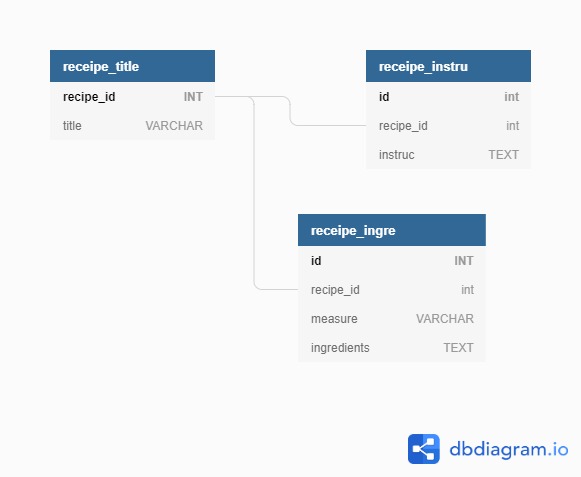 receipe_title
recipe_id INT
title VARCHAR
receipe_instru
id int
recipe_id int
instruc TEXT
receipe_ingre
id INT
recipe_id int
measure VARCHAR
ingredients TEXT
dbdiagram.io